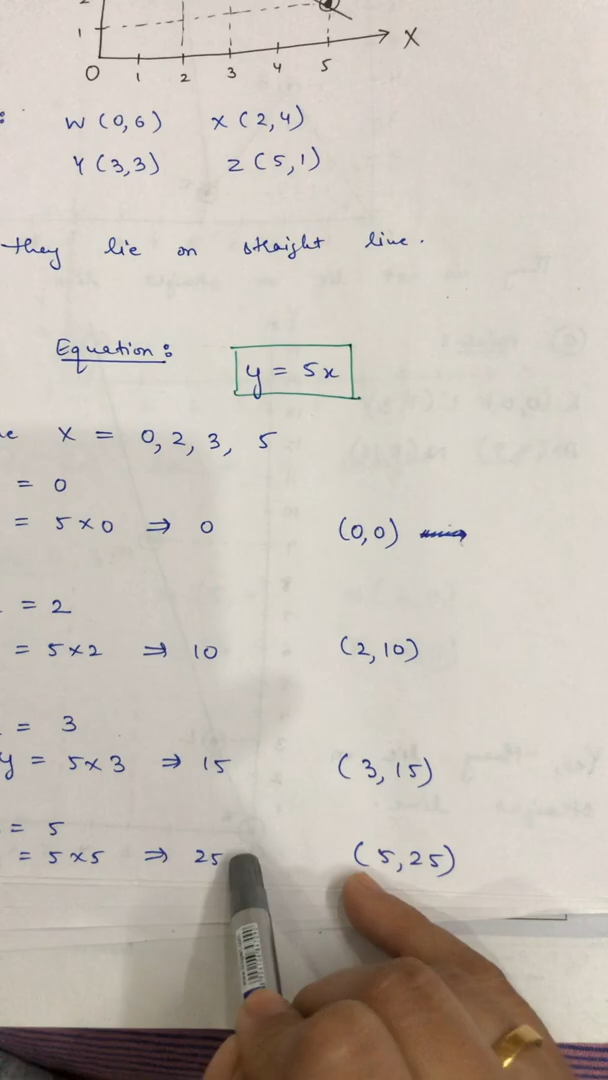 1
X
0 1 2 3 4 5
: W (0,6) X (2,4)
Y (3,3) Z (5,1)
they lie on straight line.
Equation:
y = 5x
X = 0, 2, 3, 5
= 0
= 5×0 ⇒ 0 (0,0)
= 2
= 5×2 ⇒ 10 (2,10)
= 3
y = 5×3 ⇒ 15 (3,15)
= 5
= 5×5 ⇒ 25 (5,25)